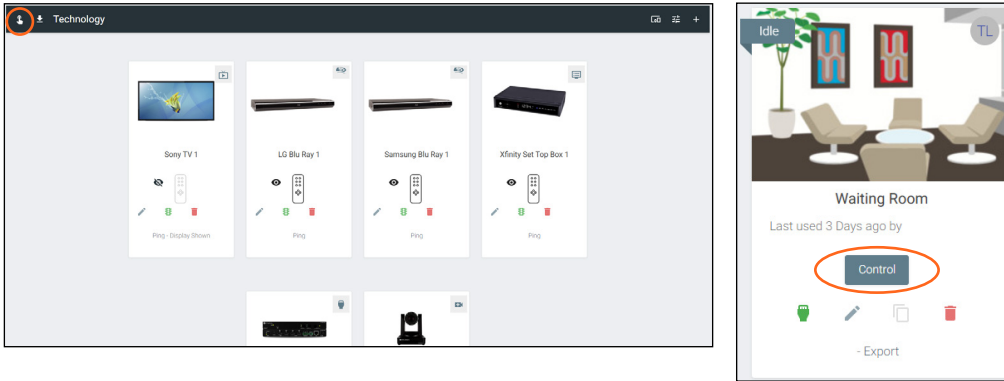 Technology
Sony TV 1
LG Blu Ray 1
Samsung Blu Ray 1
Xfinity Set Top Box 1
Ping - Display Shown
Ping
Ping
Ping
Idle
TL
Waiting Room
Last used 3 Days ago by
Control
- Export